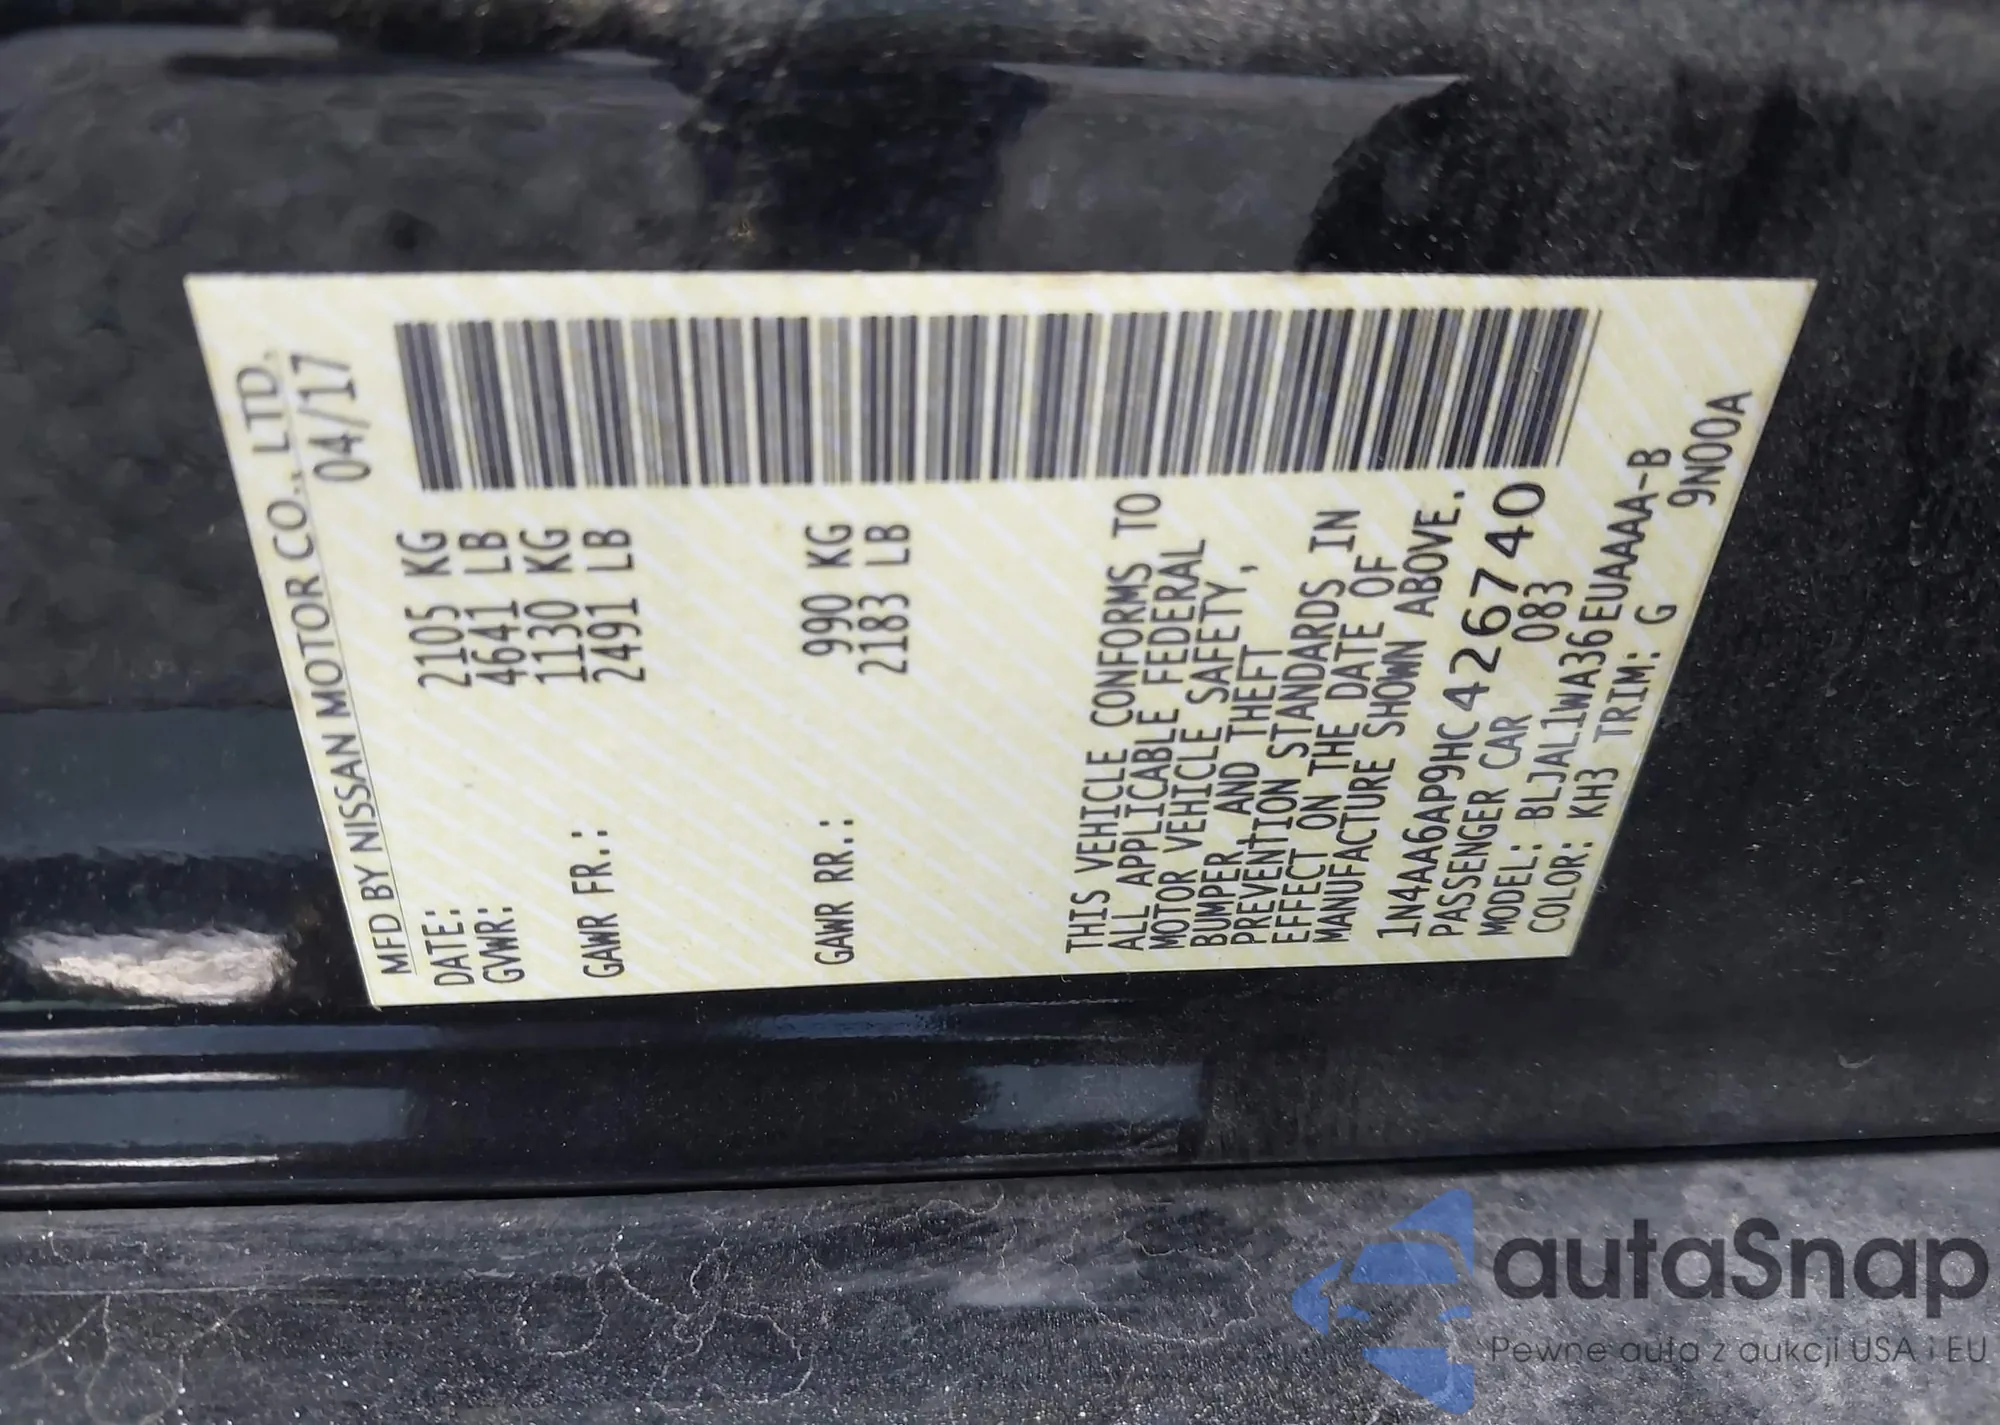 MFD BY NISSAN MOTOR CO., LTD.
DATE: 04/17
GVWR: 2105 KG
4641 LB
GAWR FR.: 1130 KG
2491 LB
GAWR RR.: 990 KG
2183 LB
THIS VEHICLE CONFORMS TO
ALL APPLICABLE FEDERAL
MOTOR VEHICLE SAFETY,
BUMPER, AND THEFT
PREVENTION STANDARDS IN
EFFECT ON THE DATE OF
MANUFACTURE SHOWN ABOVE.
1N4AA6AP9HC426740
PASSENGER CAR 083
MODEL: BLJAL1WA36EUAAAA-B
COLOR: KH3 TRIM: G 9N00A
autaSnap
Pewne auta z aukcji USA i EU